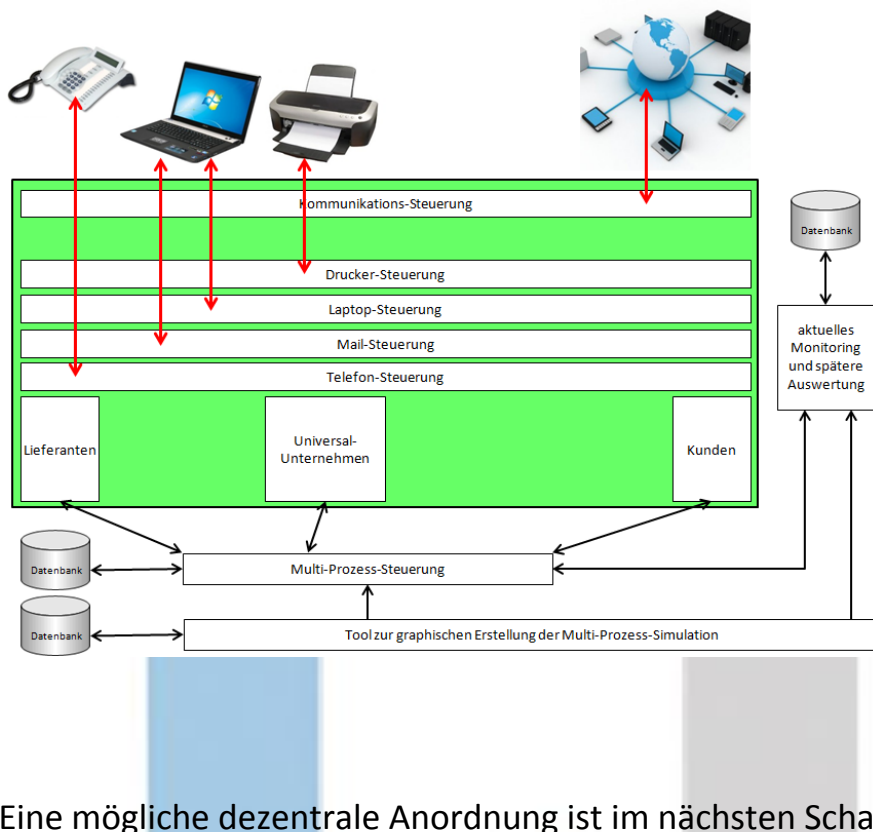 Kommunikations-Steuerung
Datenbank
Drucker-Steuerung
Laptop-Steuerung
aktuelles
Monitoring
und spätere
Auswertung
Mail-Steuerung
Telefon-Steuerung
Lieferanten
Universal-
Unternehmen
Kunden
Datenbank
Multi-Prozess-Steuerung
Datenbank
Tool zur graphischen Erstellung der Multi-Prozess-Simulation
Eine mögliche dezentrale Anordnung ist im nächsten Scha